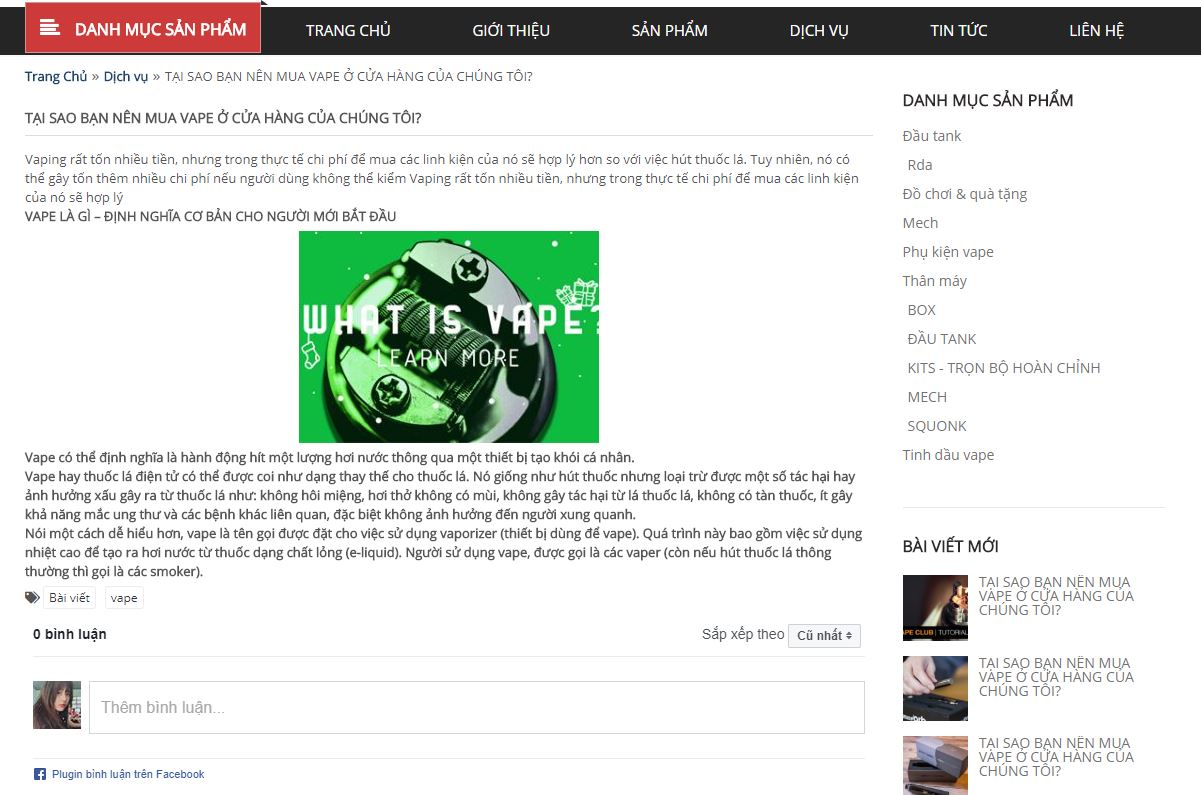 DANH MỤC SẢN PHẨM
TRANG CHỦ
GIỚI THIỆU
SẢN PHẨM
DỊCH VỤ
TIN TỨC
LIÊN HỆ
Trang Chủ » Dịch vụ » TẠI SAO BẠN NÊN MUA VAPE Ở CỬA HÀNG CỦA CHÚNG TÔI?
TẠI SAO BẠN NÊN MUA VAPE Ở CỬA HÀNG CỦA CHÚNG TÔI?
Vaping rất tốn nhiều tiền, nhưng trong thực tế chi phí để mua các linh kiện của nó sẽ hợp lý hơn so với việc hút thuốc lá. Tuy nhiên, nó có
thể gây tốn thêm nhiều chi phí nếu người dùng không thể kiểm Vaping rất tốn nhiều tiền, nhưng trong thực tế chi phí để mua các linh kiện
của nó sẽ hợp lý
VAPE LÀ GÌ – ĐỊNH NGHĨA CƠ BẢN CHO NGƯỜI MỚI BẮT ĐẦU
WHAT IS VAPE?
LEARN MORE
Vape có thể định nghĩa là hành động hít một lượng hơi nước thông qua một thiết bị tạo khói cá nhân.
Vape hay thuốc lá điện tử có thể được coi như dạng thay thế cho thuốc lá. Nó giống như hút thuốc nhưng loại trừ được một số tác hại hay
ảnh hưởng xấu gây ra từ thuốc lá như: không hôi miệng, hơi thở không có mùi, không gây tác hại từ lá thuốc lá, không có tàn thuốc, ít gây
khả năng mắc ung thư và các bệnh khác liên quan, đặc biệt không ảnh hưởng đến người xung quanh.
Nói một cách dễ hiểu hơn, vape là tên gọi được đặt cho việc sử dụng vaporizer (thiết bị dùng để vape). Quá trình này bao gồm việc sử dụng
nhiệt cao để tạo ra hơi nước từ thuốc dạng chất lỏng (e-liquid). Người sử dụng vape, được gọi là các vaper (còn nếu hút thuốc lá thông
thường thì gọi là các smoker).
Bài viết
vape
0 bình luận
Sắp xếp theo Cũ nhất
Thêm bình luận...
Plugin bình luận trên Facebook
DANH MỤC SẢN PHẨM
Đầu tank
Rda
Đồ chơi & quà tặng
Mech
Phụ kiện vape
Thân máy
BOX
ĐẦU TANK
KITS - TRỌN BỘ HOÀN CHỈNH
MECH
SQUONK
Tinh dầu vape
BÀI VIẾT MỚI
APE CLUB | TUTORIAL
TẠI SAO BẠN NÊN MUA
VAPE Ở CỬA HÀNG CỦA
CHÚNG TÔI?
TẠI SAO BẠN NÊN MUA
VAPE Ở CỬA HÀNG CỦA
CHÚNG TÔI?
TẠI SAO BẠN NÊN MUA
VAPE Ở CỬA HÀNG CỦA
CHÚNG TÔI?